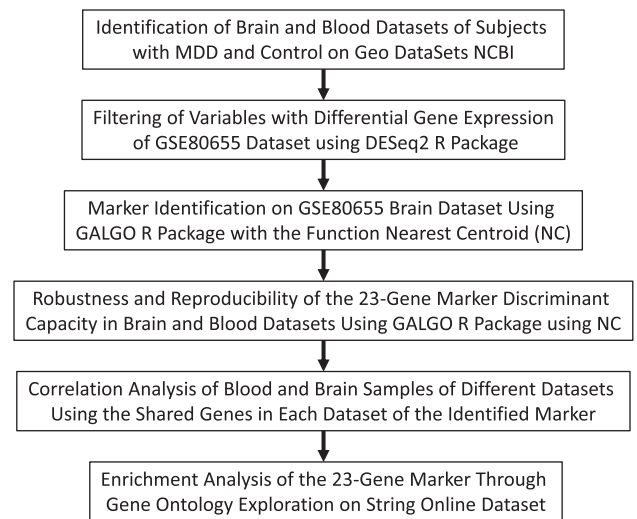 Identification of Brain and Blood Datasets of Subjects
with MDD and Control on Geo DataSets NCBI
Filtering of Variables with Differential Gene Expression
of GSE80655 Dataset using DESeq2 R Package
Marker Identification on GSE80655 Brain Dataset Using
GALGO R Package with the Function Nearest Centroid (NC)
Robustness and Reproducibility of the 23-Gene Marker Discriminant
Capacity in Brain and Blood Datasets Using GALGO R Package using NC
Correlation Analysis of Blood and Brain Samples of Different Datasets
Using the Shared Genes in Each Dataset of the Identified Marker
Enrichment Analysis of the 23-Gene Marker Through
Gene Ontology Exploration on String Online Dataset